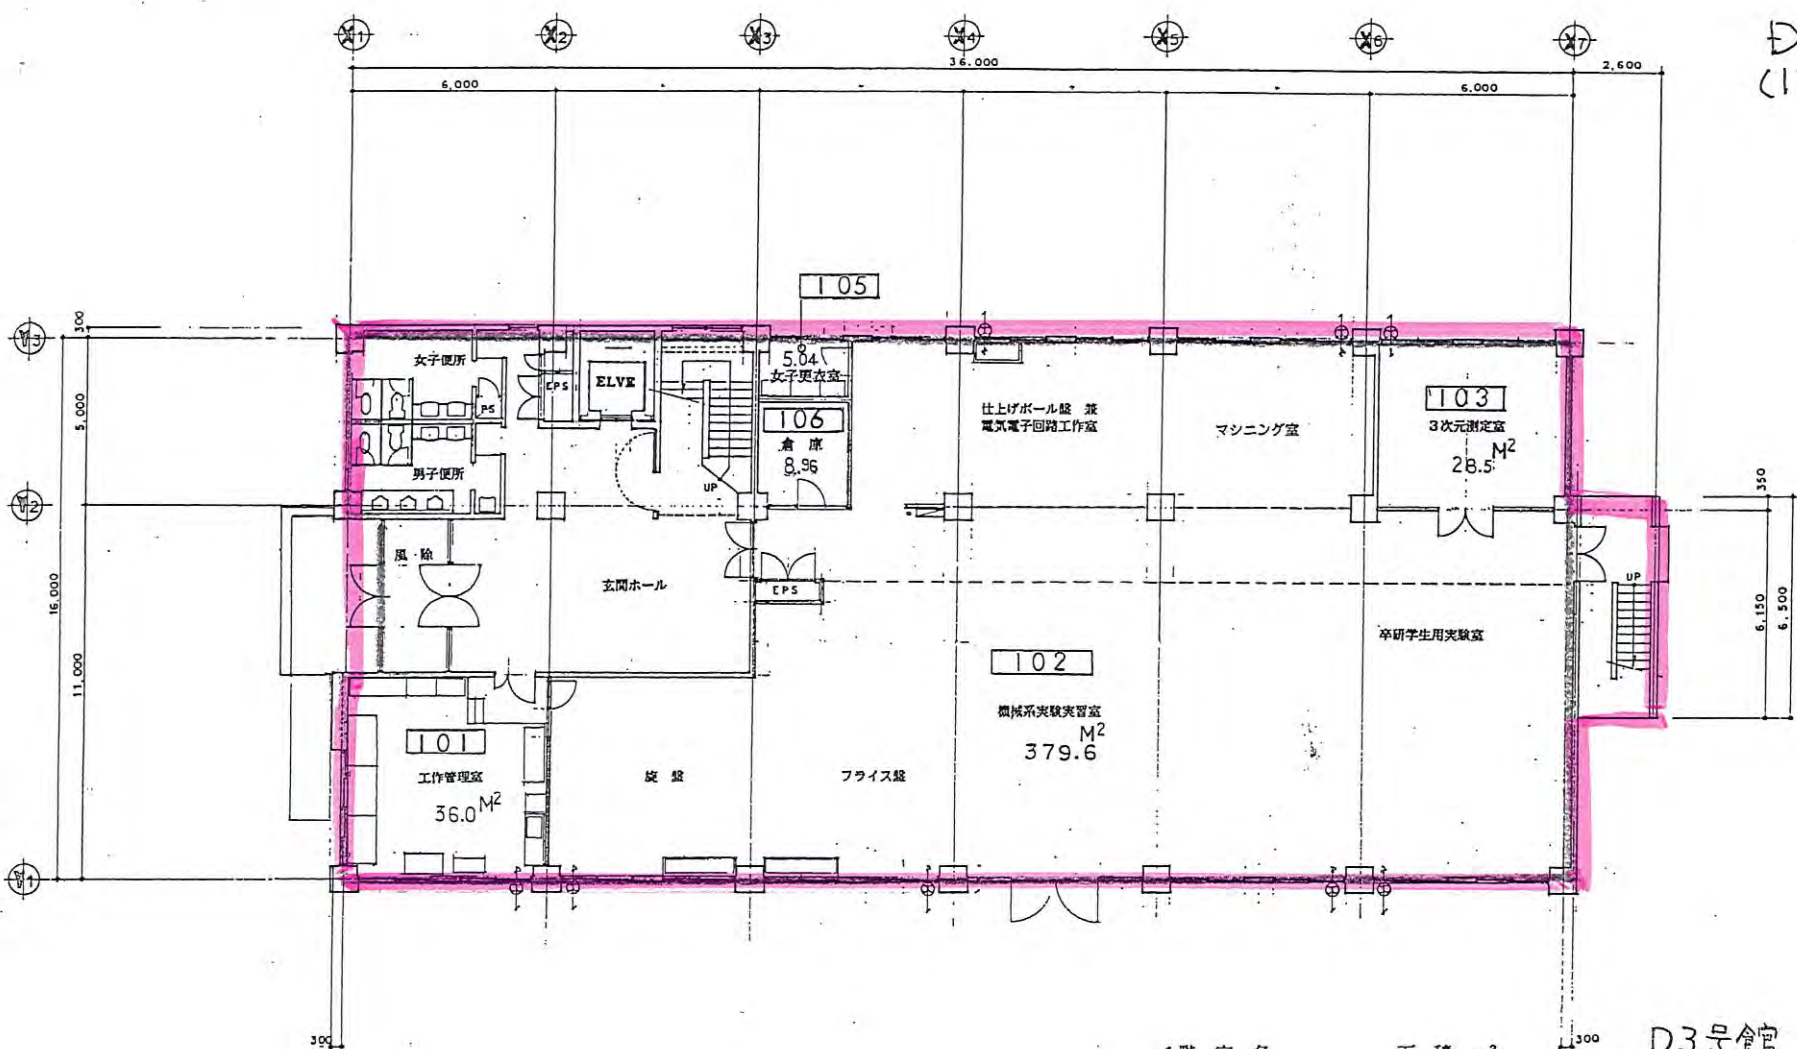 X1 X2 X3 X4 X5 X6 X7
D
(1
36.000
2,600
6,000
6.000
105
Y3
300
女子便所
EPS
ELVE
5.04
女子更衣室
PS
106
倉庫
8.96
仕上げボール盤 兼
電気電子回路工作室
マシニング室
103
3次元測定室
28.5 M²
5,000
男子便所
UP
Y2
350
風除
玄関ホール
EPS
UP
16,000
6,150
6.500
卒研学生用実験室
102
11,000
機械系実験実習室
M²
379.6
101
工作管理室
36.0 M²
旋盤
フライス盤
Y1
300
300
D3号館